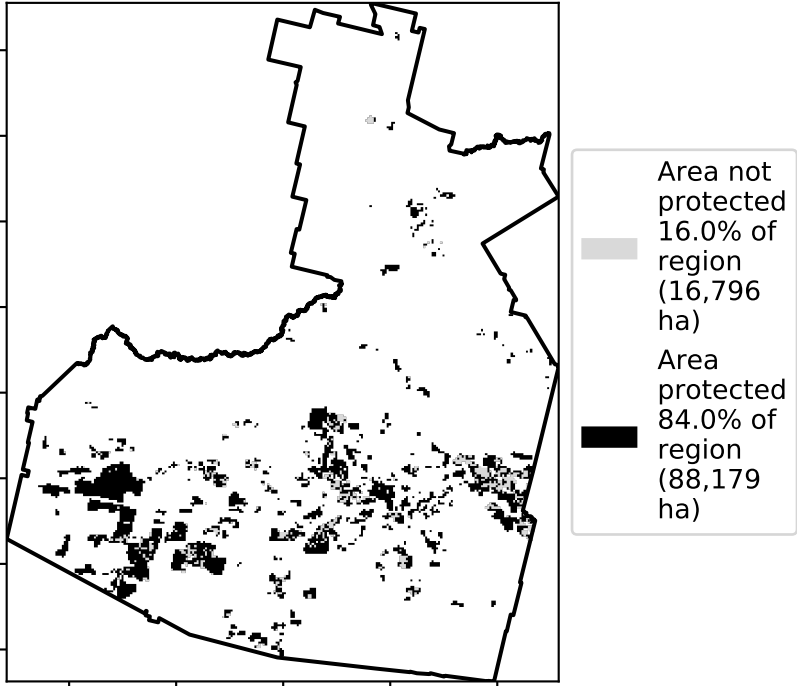 Area not
protected
16.0% of
region
(16,796
ha)
Area
protected
84.0% of
region
(88,179
ha)